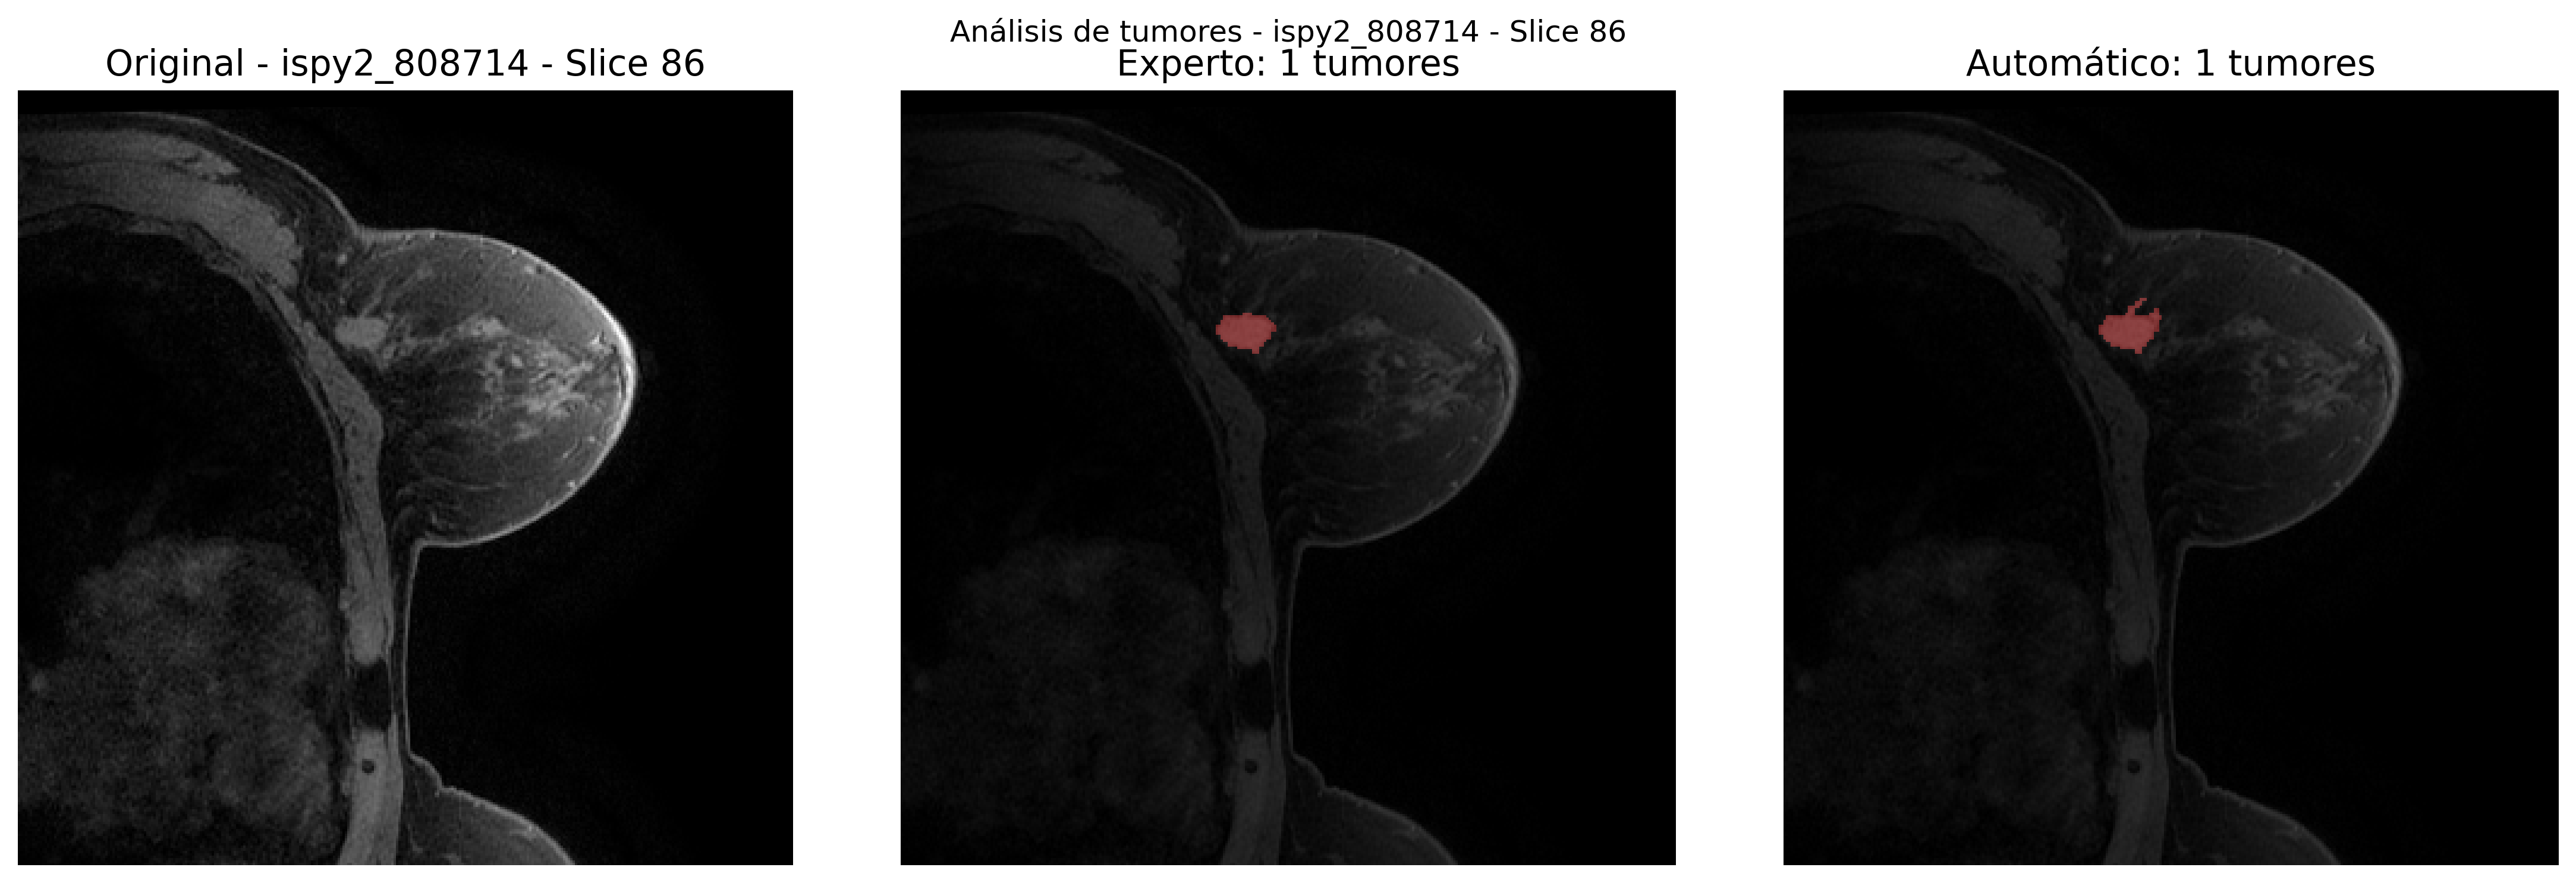 Análisis de tumores - ispy2_808714 - Slice 86
Original - ispy2_808714 - Slice 86
Experto: 1 tumores
Automático: 1 tumores